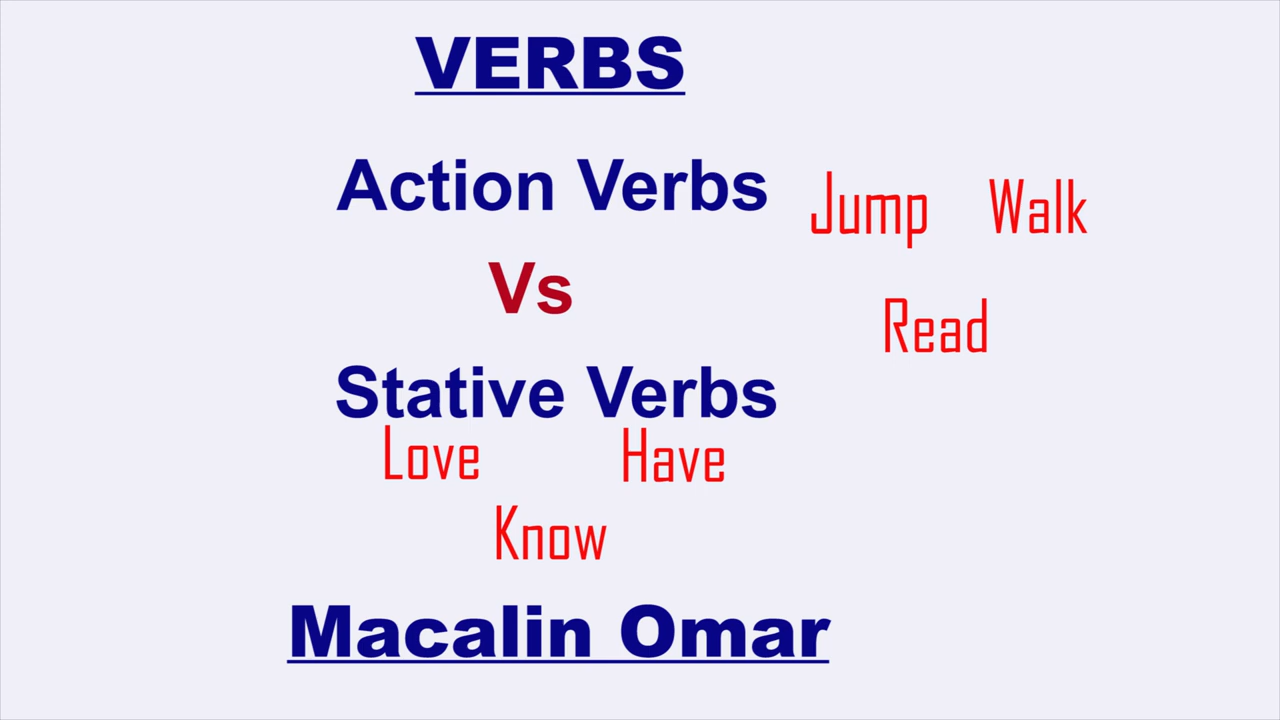 VERBS
Action Verbs
Jump Walk
Vs
Read
Stative Verbs
Love Have
Know
Macalin Omar